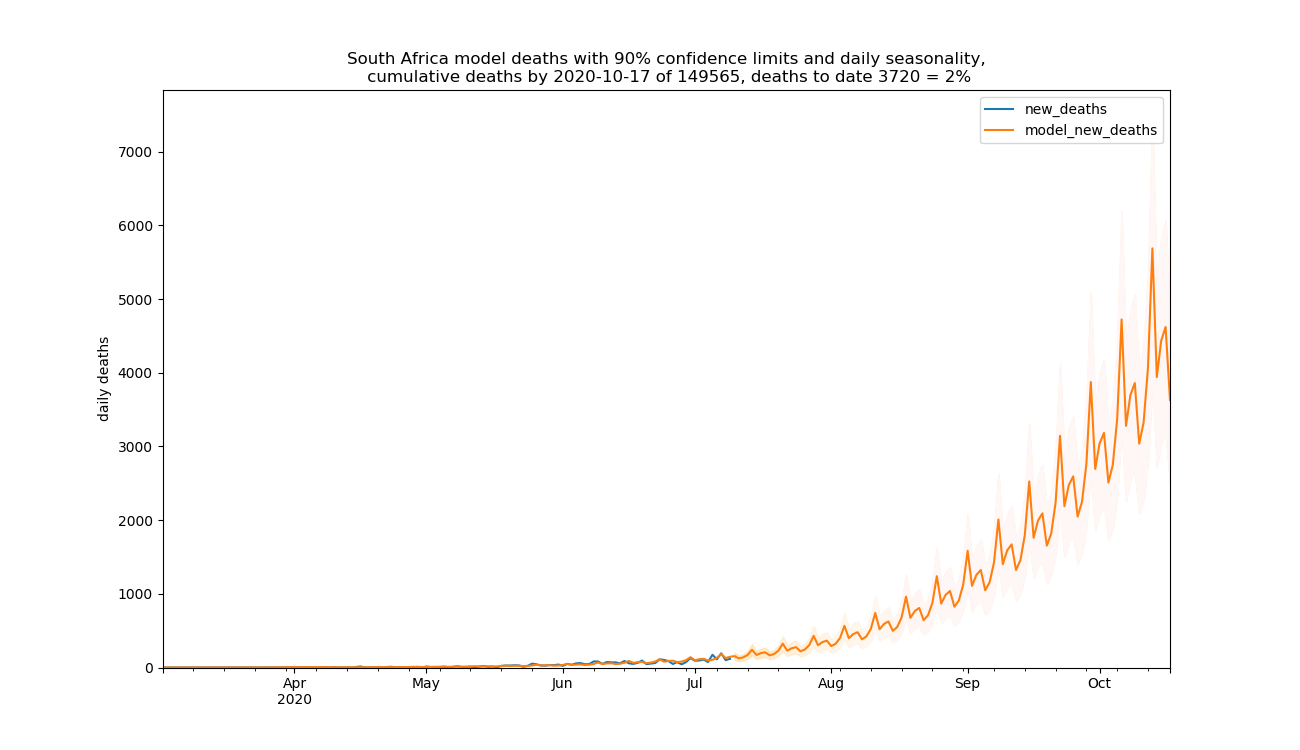 South Africa model deaths with 90% confidence limits and daily seasonality,
cumulative deaths by 2020-10-17 of 149565, deaths to date 3720 = 2%
new_deaths
model_new_deaths
7000
6000
5000
4000
3000
2000
1000
0
daily deaths
Apr May Jun Jul Aug Sep Oct
2020